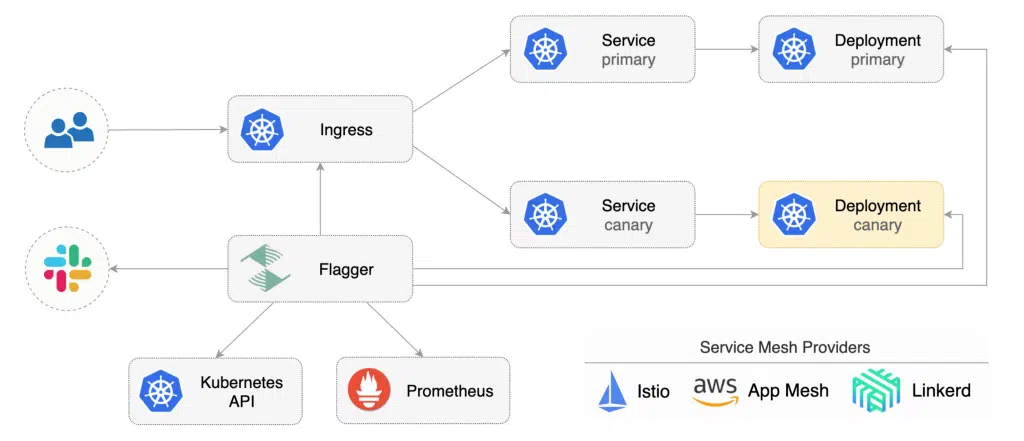 Service
primary
Deployment
primary
Ingress
Service
canary
Deployment
canary
Flagger
Kubernetes
API
Prometheus
Service Mesh Providers
Istio
aws
App Mesh
Linkerd